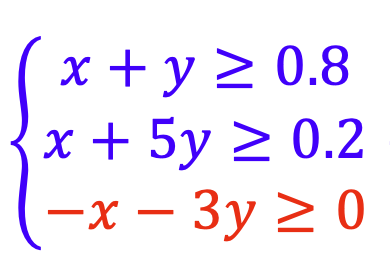 x + y ≥ 0.8
x + 5y ≥ 0.2
−x − 3y ≥ 0